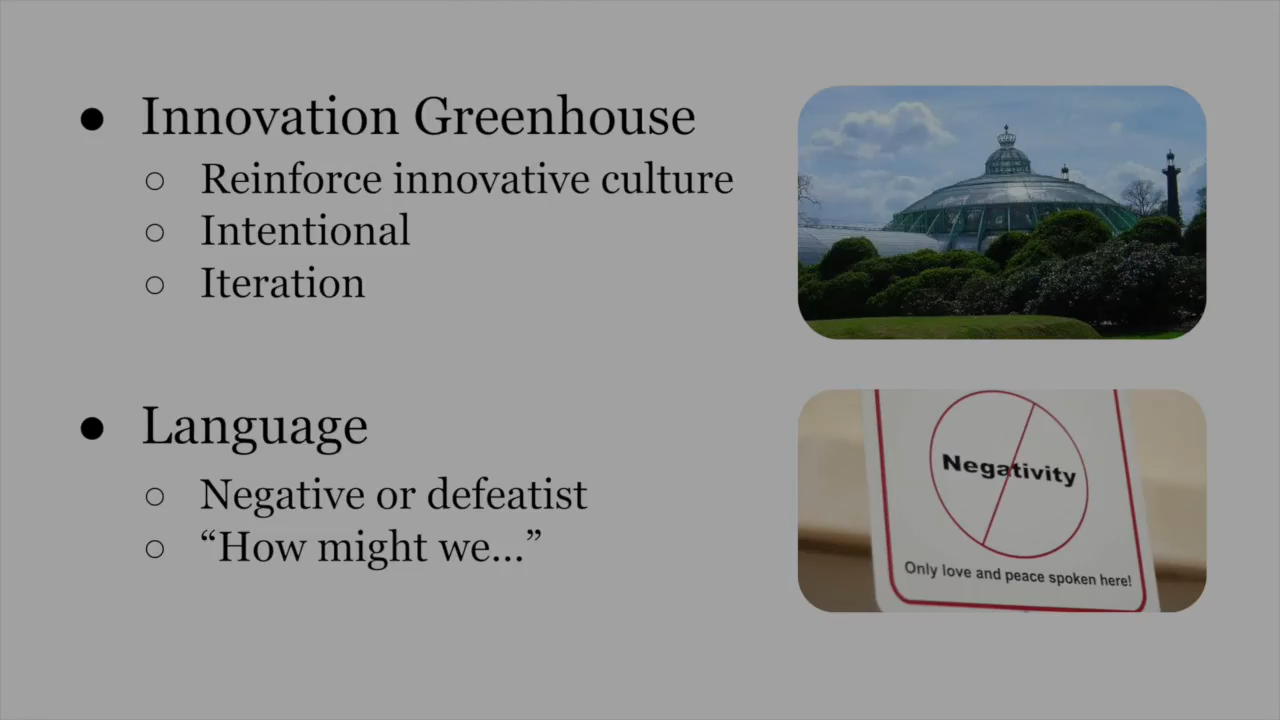 ● Innovation Greenhouse
○ Reinforce innovative culture
○ Intentional
○ Iteration
● Language
○ Negative or defeatist
○ “How might we...”
Negativity
Only love and peace spoken here!